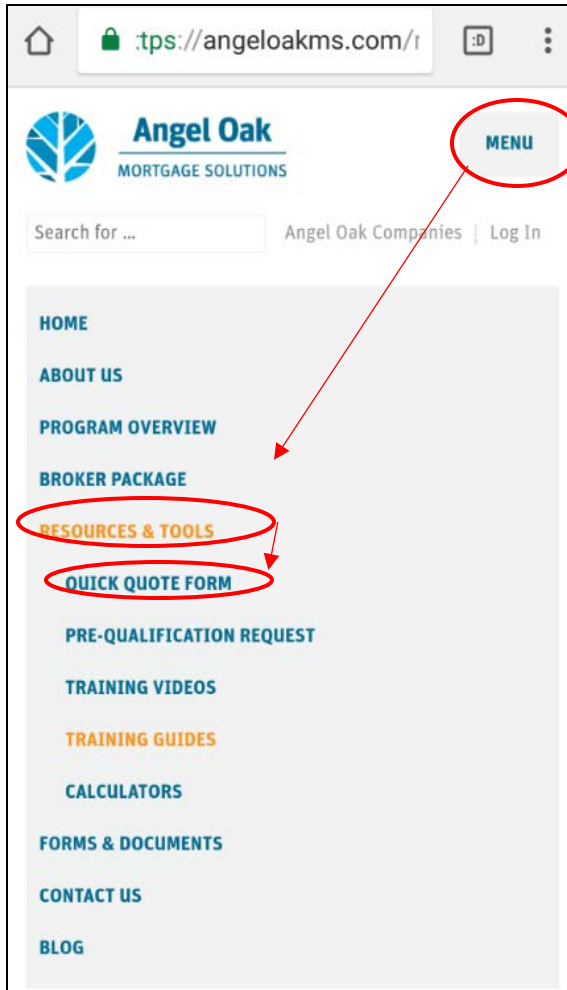 :tps://angeloakms.com/r
:D
Angel Oak
MORTGAGE SOLUTIONS
MENU
Search for ...
Angel Oak Companies | Log In
HOME
ABOUT US
PROGRAM OVERVIEW
BROKER PACKAGE
RESOURCES & TOOLS
QUICK QUOTE FORM
PRE-QUALIFICATION REQUEST
TRAINING VIDEOS
TRAINING GUIDES
CALCULATORS
FORMS & DOCUMENTS
CONTACT US
BLOG